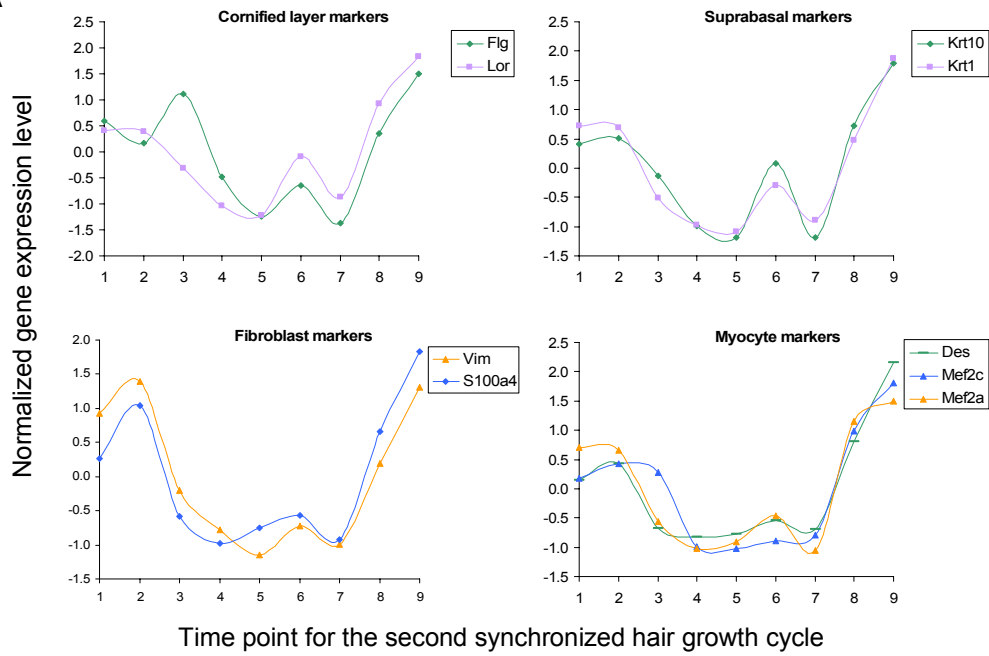 Cornified layer markers
2.5
2.0
1.5
1.0
0.5
0.0
-0.5
-1.0
-1.5
-2.0
1 2 3 4 5 6 7 8 9
Flg
Lor
Suprabasal markers
2.5
2.0
1.5
1.0
0.5
0.0
-0.5
-1.0
-1.5
1 2 3 4 5 6 7 8 9
Krt10
Krt1
Normalized gene expression level
Fibroblast markers
2.0
1.5
1.0
0.5
0.0
-0.5
-1.0
-1.5
1 2 3 4 5 6 7 8 9
Vim
S100a4
Myocyte markers
2.5
2.0
1.5
1.0
0.5
0.0
-0.5
-1.0
-1.5
1 2 3 4 5 6 7 8 9
Des
Mef2c
Mef2a
Time point for the second synchronized hair growth cycle